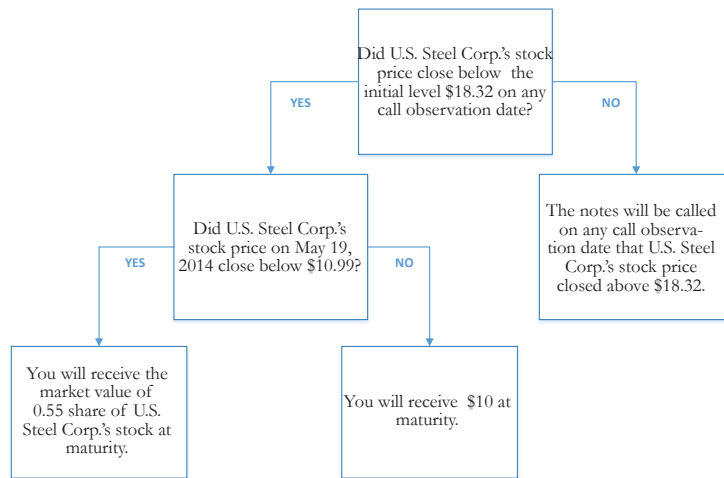 Did U.S. Steel Corp.'s stock
price close below the
initial level $18.32 on any
call observation date?
YES
NO
Did U.S. Steel Corp.'s
stock price on May 19,
2014 close below $10.99?
The notes will be called
on any call observa-
tion date that U.S. Steel
Corp.'s stock price
closed above $18.32.
YES
NO
You will receive the
market value of
0.55 share of U.S.
Steel Corp.'s stock at
maturity.
You will receive $10 at
maturity.